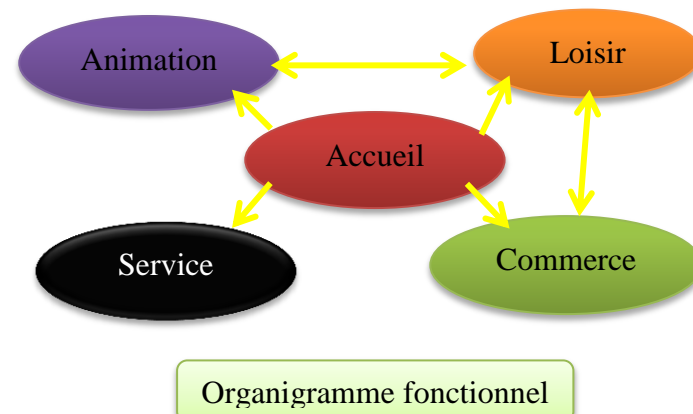 Animation
Loisir
Accueil
Service
Commerce
Organigramme fonctionnel